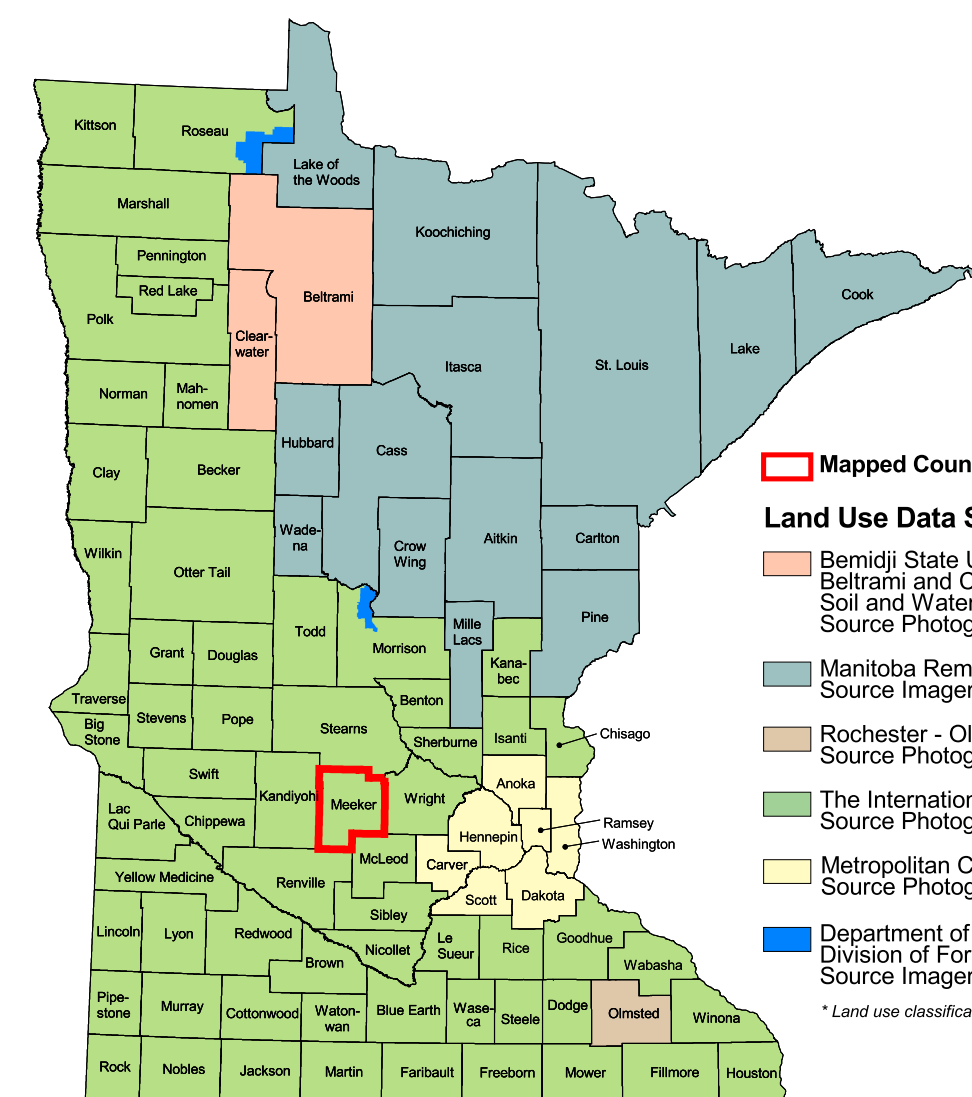 Kittson
Roseau
Lake of
the Woods
Marshall
Koochiching
Pennington
Red Lake
Beltrami
Cook
Polk
Clear-
water
Lake
St. Louis
Itasca
Norman
Mah-
nomen
Hubbard
Cass
Clay
Becker
Mapped Coun
Land Use Data S
Wade-
na
Crow
Wing
Aitkin
Carlton
Wilkin
Otter Tail
Bemidji State U
Beltrami and C
Soil and Water
Source Photog
Todd
Mille
Lacs
Pine
Grant
Douglas
Morrison
Kana-
bec
Manitoba Rem
Source Imager
Traverse
Benton
Big
Stone
Stevens
Pope
Stearns
Sherburne
Isanti
Chisago
Rochester - Ol
Source Photog
Swift
Kandiyohi
Meeker
Wright
Anoka
The Internation
Source Photog
Lac
Qui Parle
Chippewa
Hennepin
Ramsey
Washington
McLeod
Carver
Metropolitan C
Source Photog
Yellow Medicine
Renville
Scott
Dakota
Sibley
Lincoln
Lyon
Redwood
Nicollet
Le
Sueur
Rice
Goodhue
Department of
Division of For
Source Imager
Brown
Wabasha
Pipe-
stone
Murray
Cottonwood
Waton-
wan
Blue Earth
Wase-
ca
Steele
Dodge
Olmsted
Winona
* Land use classifica
Rock
Nobles
Jackson
Martin
Faribault
Freeborn
Mower
Fillmore
Houston